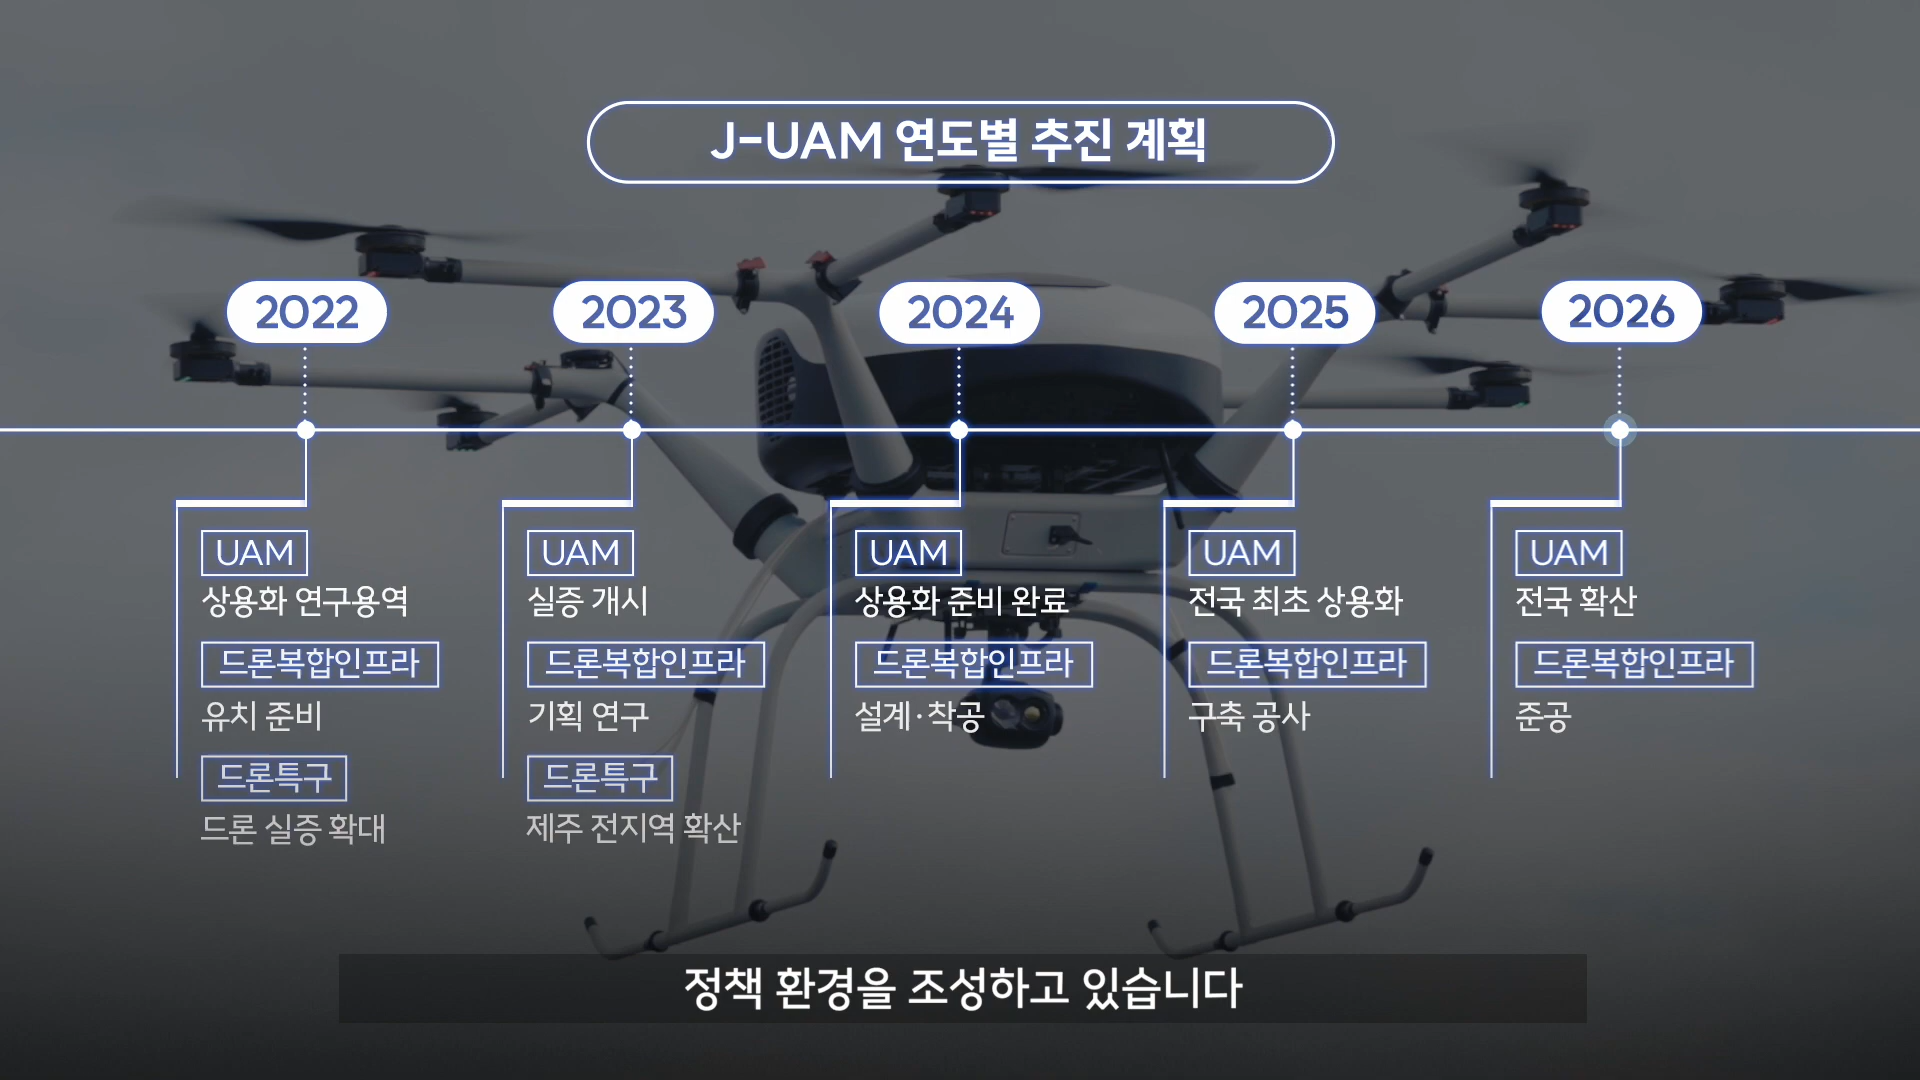 J-UAM 연도별 추진 계획
2022
UAM
상용화 연구용역
드론복합인프라
유치 준비
드론특구
드론 실증 확대
2023
UAM
실증 개시
드론복합인프라
기획 연구
드론특구
제주 전지역 확산
2024
UAM
상용화 준비 완료
드론복합인프라
설계·착공
2025
UAM
전국 최초 상용화
드론복합인프라
구축 공사
2026
UAM
전국 확산
드론복합인프라
준공
정책 환경을 조성하고 있습니다